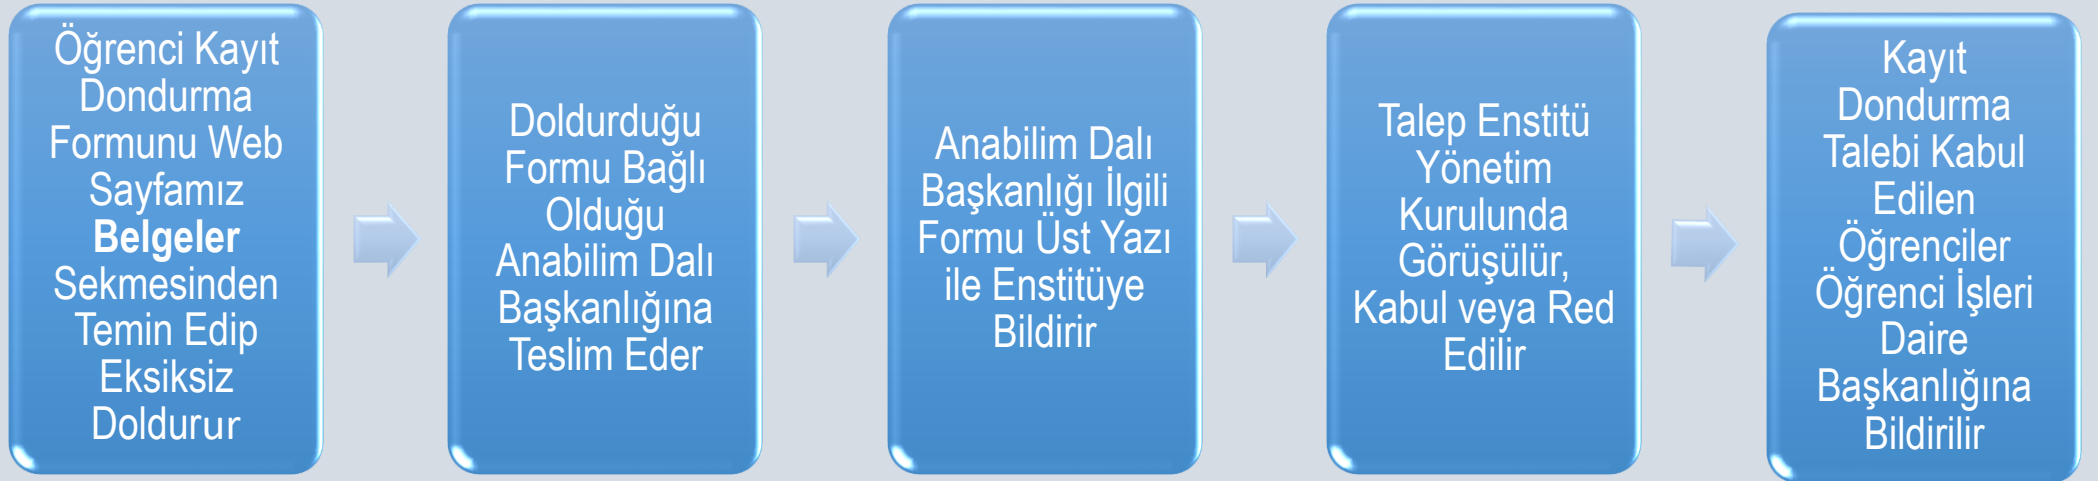 Öğrenci Kayıt
Dondurma
Formunu Web
Sayfamız
Belgeler
Sekmesinden
Temin Edip
Eksiksiz
Doldurur
Doldurduğu
Formu Bağlı
Olduğu
Anabilim Dalı
Başkanlığına
Teslim Eder
Anabilim Dalı
Başkanlığı İlgili
Formu Üst Yazı
ile Enstitüye
Bildirir
Talep Enstitü
Yönetim
Kurulunda
Görüşülür,
Kabul veya Red
Edilir
Kayıt
Dondurma
Talebi Kabul
Edilen
Öğrenciler
Öğrenci İşleri
Daire
Başkanlığına
Bildirilir